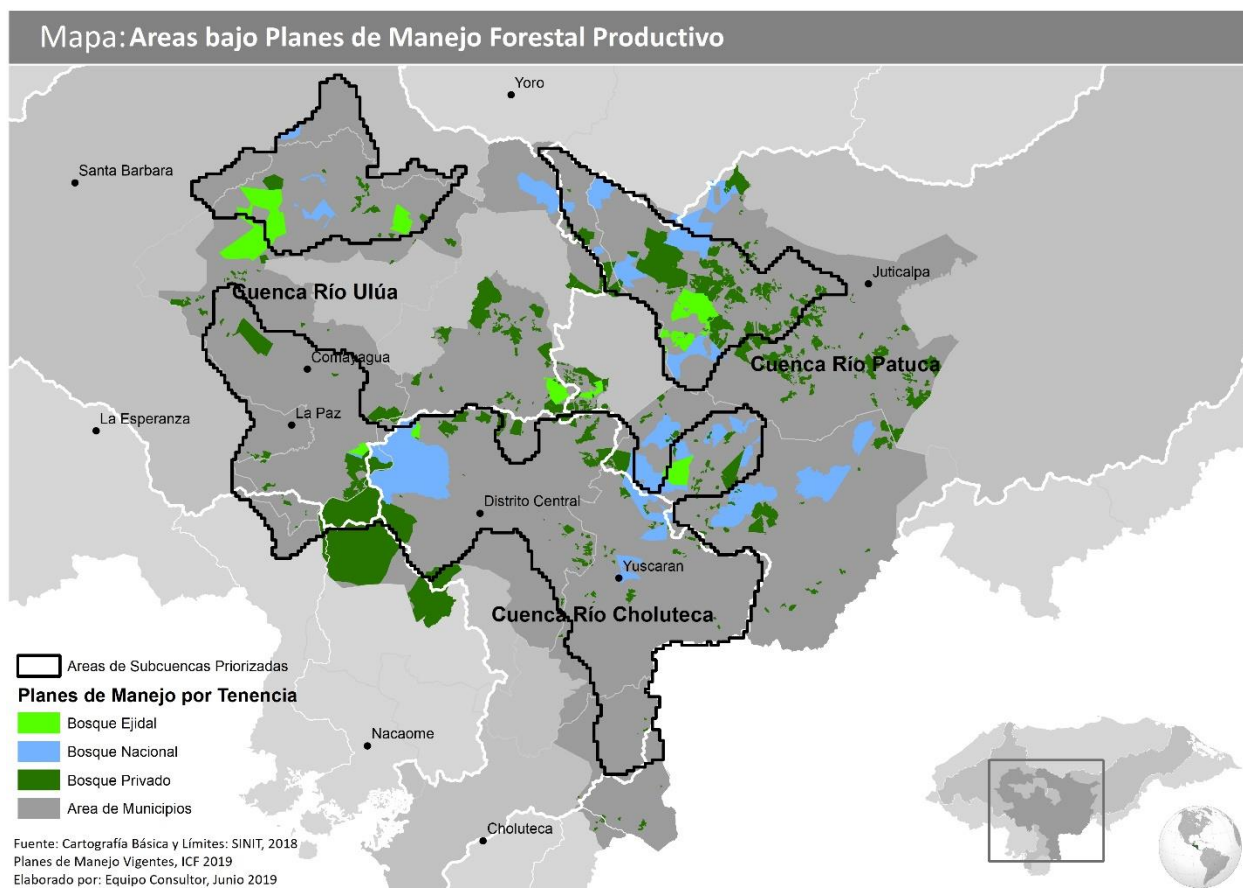 Mapa: Areas bajo Planes de Manejo Forestal Productivo
Yoro
Santa Barbara
Juticalpa
Cuenca Río Ulúa
Comayagua
Cuenca Río Patuca
La Esperanza
La Paz
Distrito Central
Yuscaran
Cuenca Río Choluteca
Areas de Subcuencas Priorizadas
Planes de Manejo por Tenencia
Bosque Ejidal
Bosque Nacional
Bosque Privado
Area de Municipios
Nacaome
Choluteca
Fuente: Cartografía Básica y Límites: SINIT, 2018
Planes de Manejo Vigentes, ICF 2019
Elaborado por: Equipo Consultor, Junio 2019